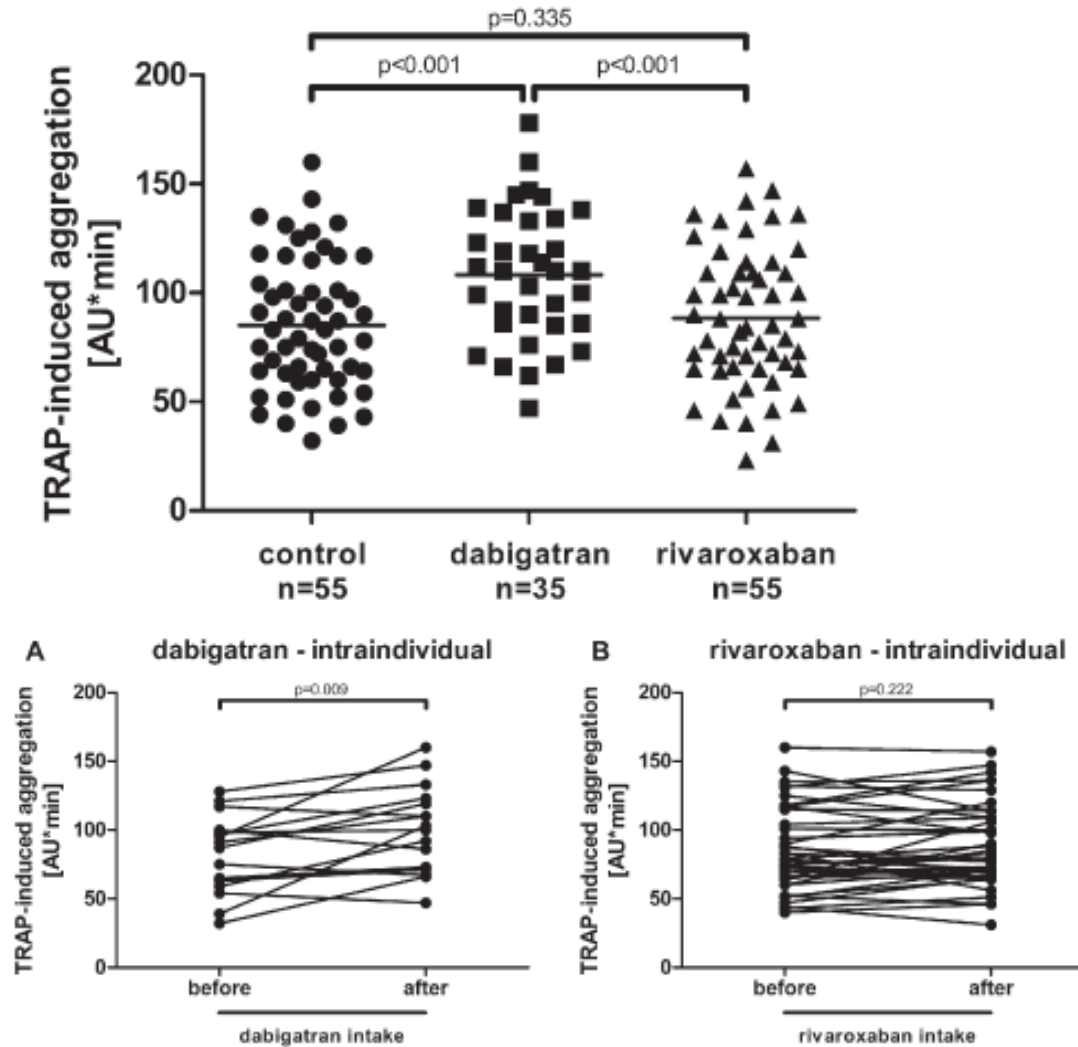 p=0.335
p<0.001 p<0.001
TRAP-induced aggregation
[AU*min]
200
150
100
50
0
control dabigatran rivaroxaban
n=55 n=35 n=55
A dabigatran - intraindividual
p=0.009
TRAP-induced aggregation
[AU*min]
200
150
100
50
0
before after
dabigatran intake
B rivaroxaban - intraindividual
p=0.222
TRAP-induced aggregation
[AU*min]
200
150
100
50
0
before after
rivaroxaban intake